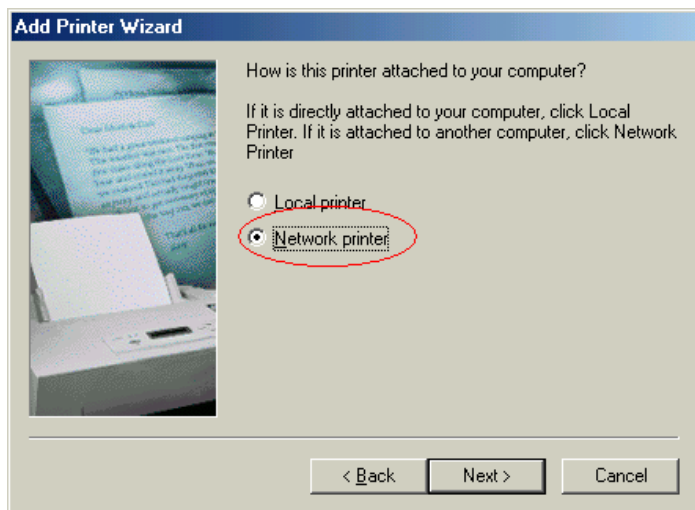 Add Printer Wizard
How is this printer attached to your computer?
If it is directly attached to your computer, click Local
Printer. If it is attached to another computer, click Network
Printer
Local printer
Network printer
< Back
Next >
Cancel